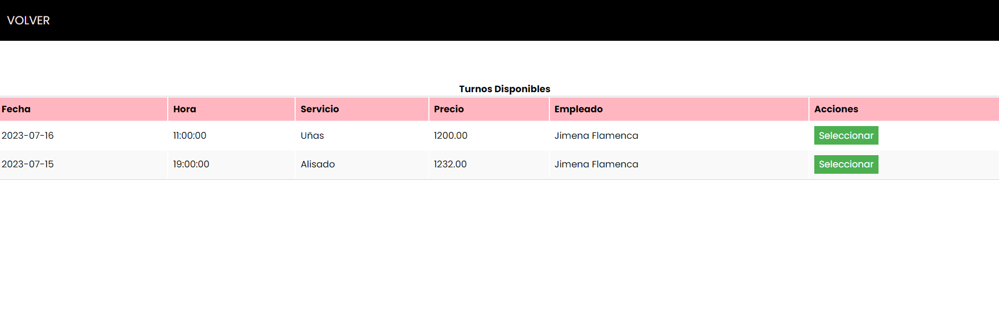 VOLVER
Turnos Disponibles
Fecha Hora Servicio Precio Empleado Acciones
2023-07-16 11:00:00 Uñas 1200.00 Jimena Flamenca Seleccionar
2023-07-15 19:00:00 Alisado 1232.00 Jimena Flamenca Seleccionar